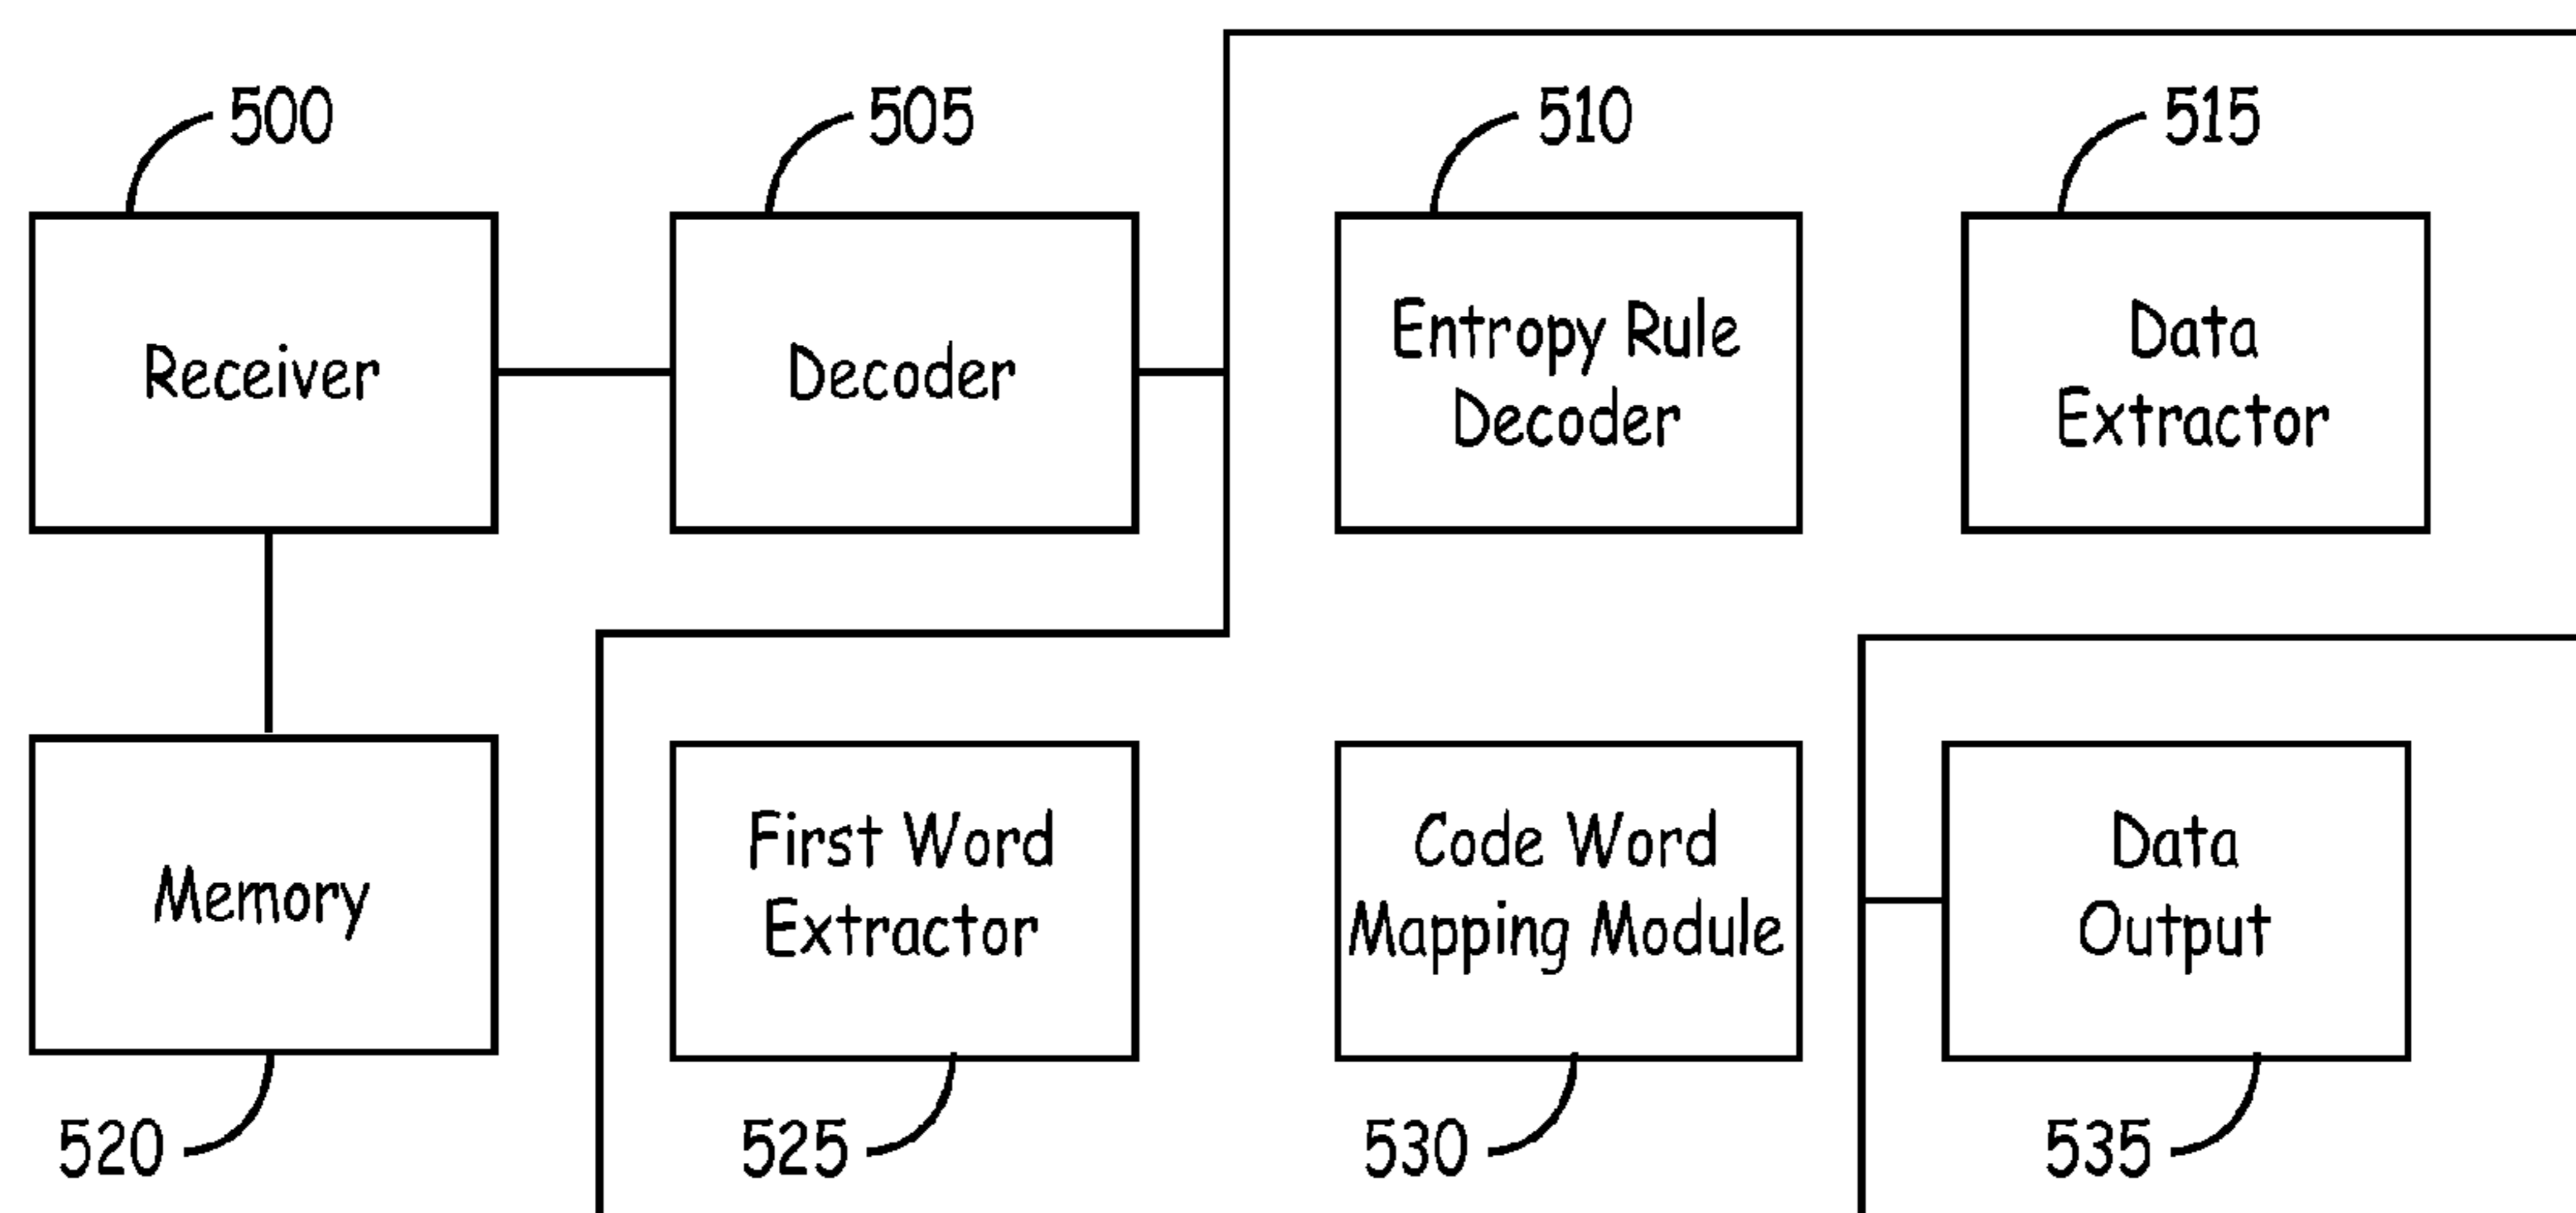 500
505
510
515
Receiver
Decoder
Entropy Rule
Decoder
Data
Extractor
Memory
First Word
Extractor
Code Word
Mapping Module
Data
Output
520
525
530
535